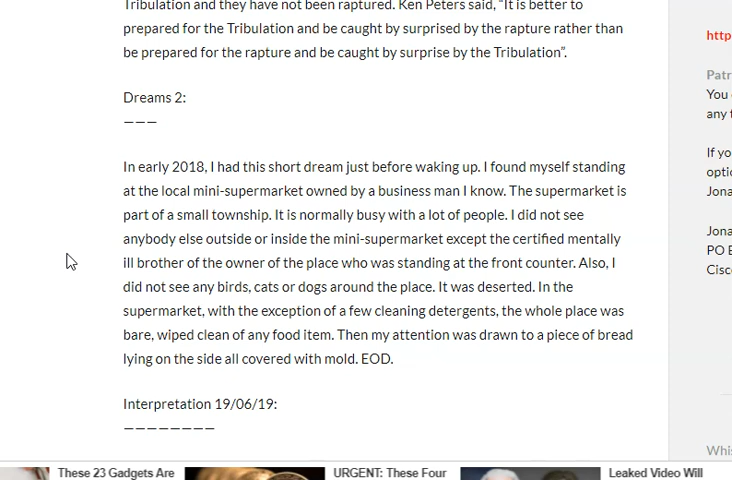 Tribulation and they have not been raptured. Ken Peters said, "It is better to
prepared for the Tribulation and be caught by surprised by the rapture rather than
be prepared for the rapture and be caught by surprise by the Tribulation".
Dreams 2:
———
In early 2018, I had this short dream just before waking up. I found myself standing
at the local mini-supermarket owned by a business man I know. The supermarket is
part of a small township. It is normally busy with a lot of people. I did not see
anybody else outside or inside the mini-supermarket except the certified mentally
ill brother of the owner of the place who was standing at the front counter. Also, I
did not see any birds, cats or dogs around the place. It was deserted. In the
supermarket, with the exception of a few cleaning detergents, the whole place was
bare, wiped clean of any food item. Then my attention was drawn to a piece of bread
lying on the side all covered with mold. EOD.
Interpretation 19/06/19:
————————
http
Patr
You
any f
If yo
opti
Jona
Jona
PO B
Cisc
Whis
These 23 Gadgets Are
URGENT: These Four
Leaked Video Will